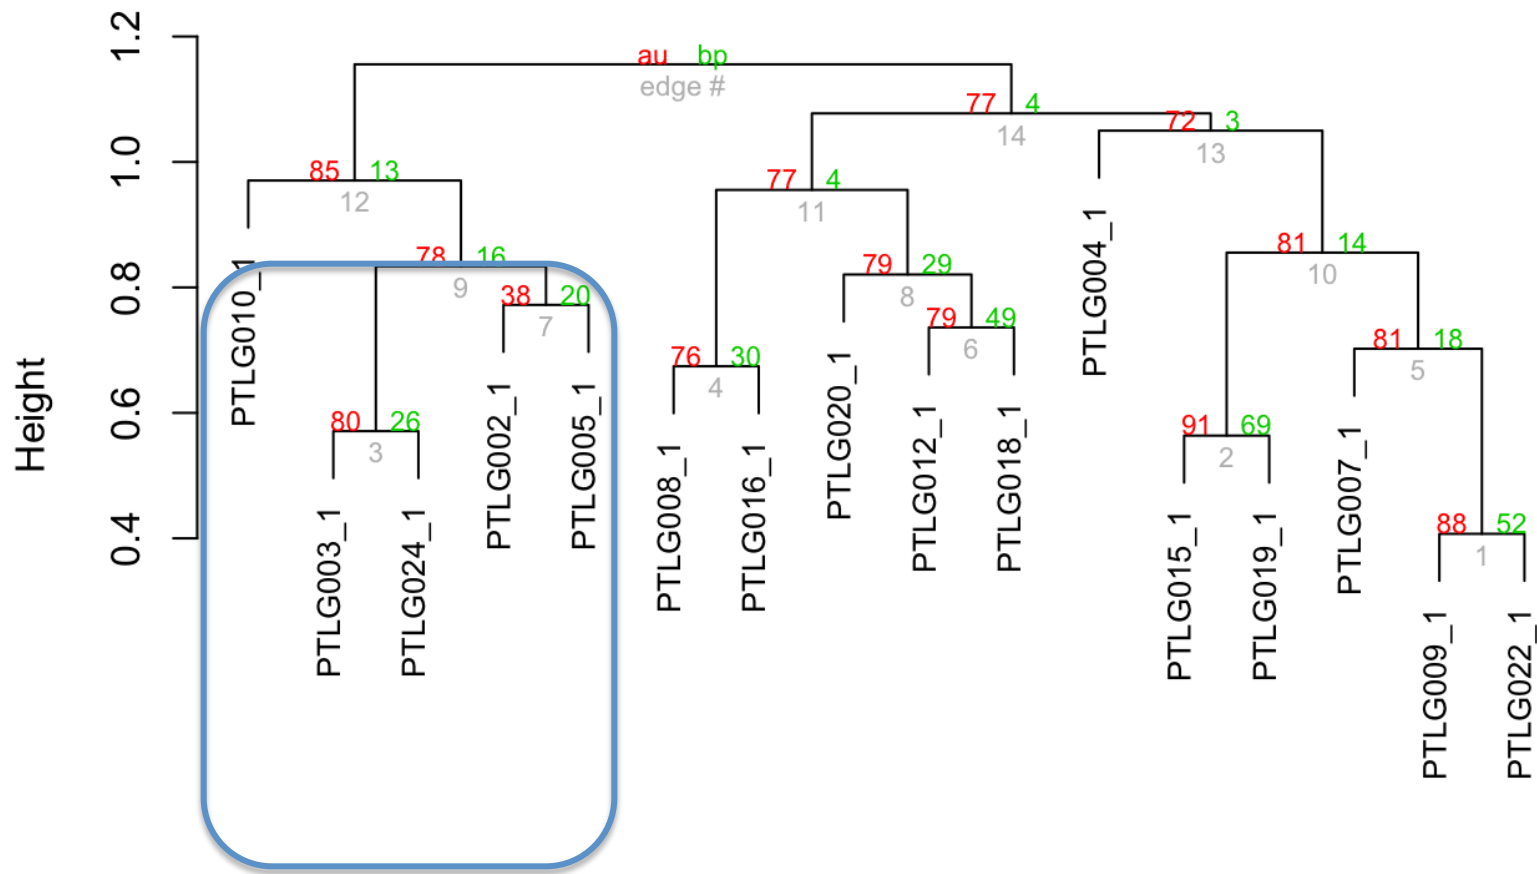 1.2
au bp
edge #
77 4
14
72 3
13
1.0
85 13
12
77 4
11
PTLG004_1
81 14
10
78 16
9
79 29
8
0.8
38 20
7
79 49
6
PTLG010_1
81 18
5
76 30
4
Height
0.6
80 26
3
PTLG002_1
PTLG005_1
PTLG020_1
PTLG012_1
PTLG018_1
91 69
2
PTLG007_1
PTLG008_1
PTLG016_1
0.4
PTLG003_1
PTLG024_1
PTLG015_1
PTLG019_1
88 52
1
PTLG009_1
PTLG022_1